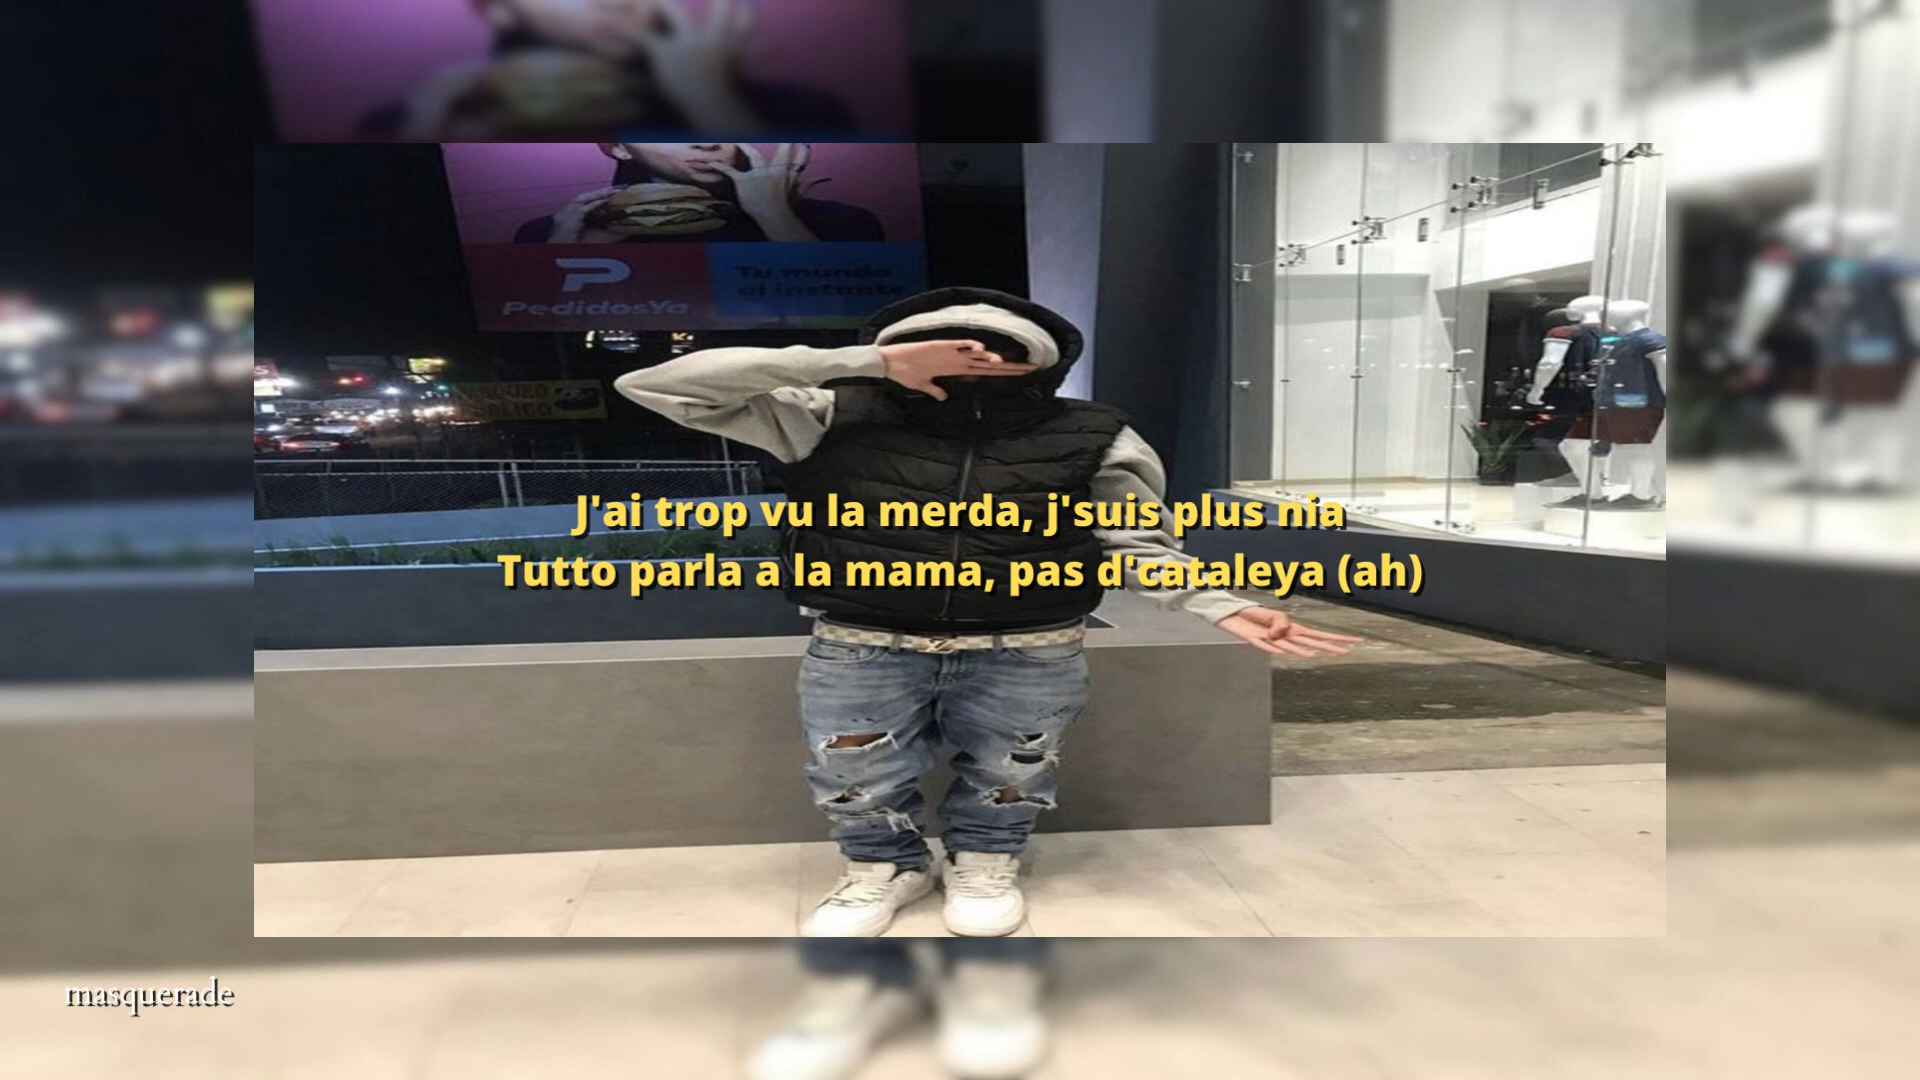 PedidosYa
Tu mundo
al instante
J'ai trop vu la merda, j'suis plus nia
Tutto parla a la mama, pas d'cataleya (ah)
masquerade